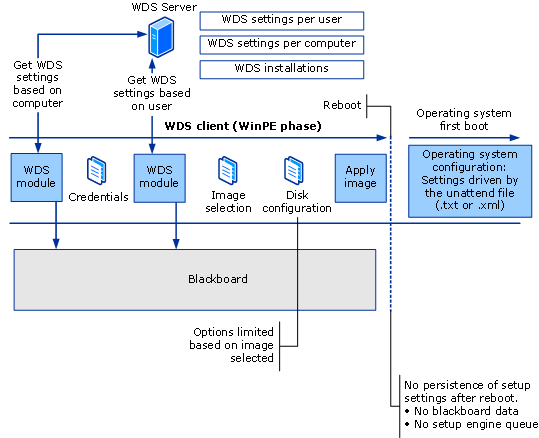 WDS Server
WDS settings per user
WDS settings per computer
WDS installations
Get WDS
settings
based on
computer
Get WDS
settings based
on user
Reboot
WDS client (WinPE phase)
Operating system
first boot
WDS
module
Credentials
WDS
module
Image
selection
Disk
configuration
Apply
image
Operating system
configuration:
Settings driven by
the unattend file
(.txt or .xml)
Blackboard
Options limited
based on image
selected
No persistence of setup
settings after reboot.
• No blackboard data
• No setup engine queue